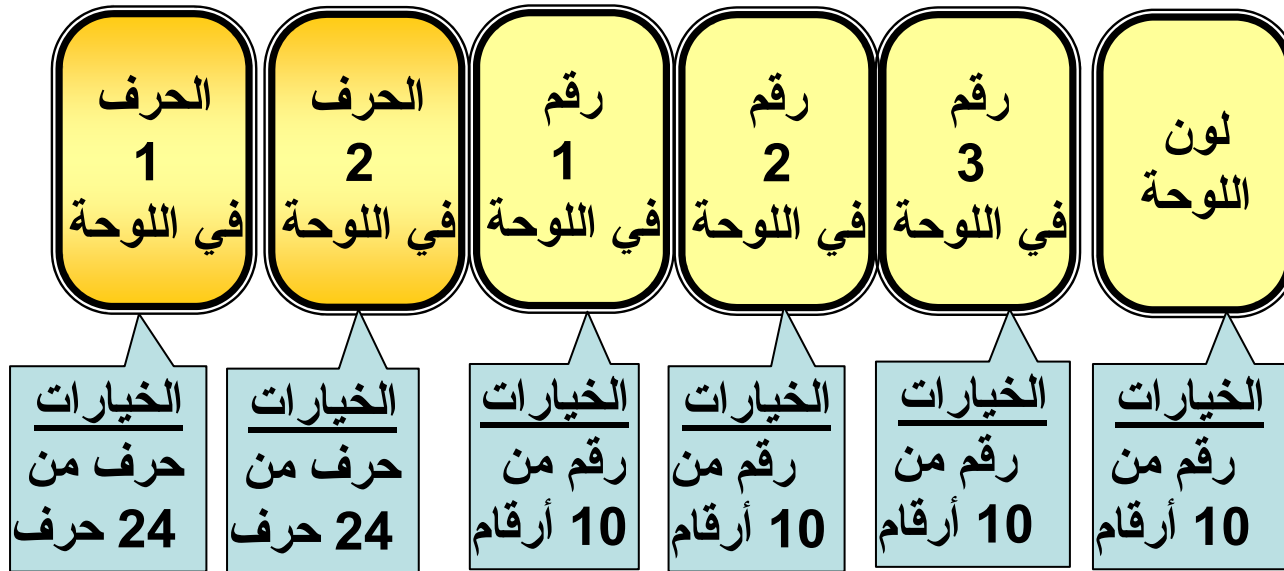 الحرف
1
في اللوحة
الحرف
2
في اللوحة
رقم
1
في اللوحة
رقم
2
في اللوحة
رقم
3
في اللوحة
لون
اللوحة
الخيارات
حرف من
24 حرف
الخيارات
حرف من
24 حرف
الخيارات
رقم من
10 أرقام
الخيارات
رقم من
10 أرقام
الخيارات
رقم من
10 أرقام
الخيارات
رقم من
10 أرقام